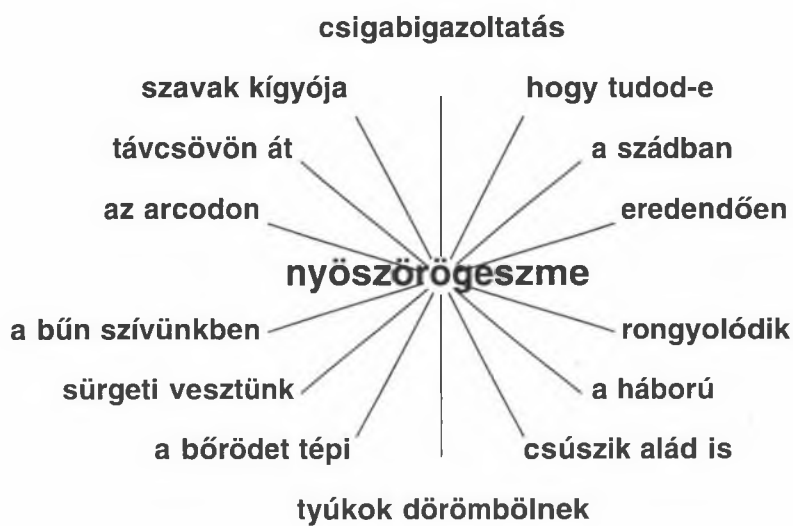 csigabigazoltatás
szavak kígyója hogy tudod-e
távcsövön át a szádban
az arcodon eredendően
nyöszörögeszme
a bűn szívünkben rongyolódik
sürgeti vesztünk a háború
a bőrödet tépi csúszik alád is
tyúkok dörömbölnek